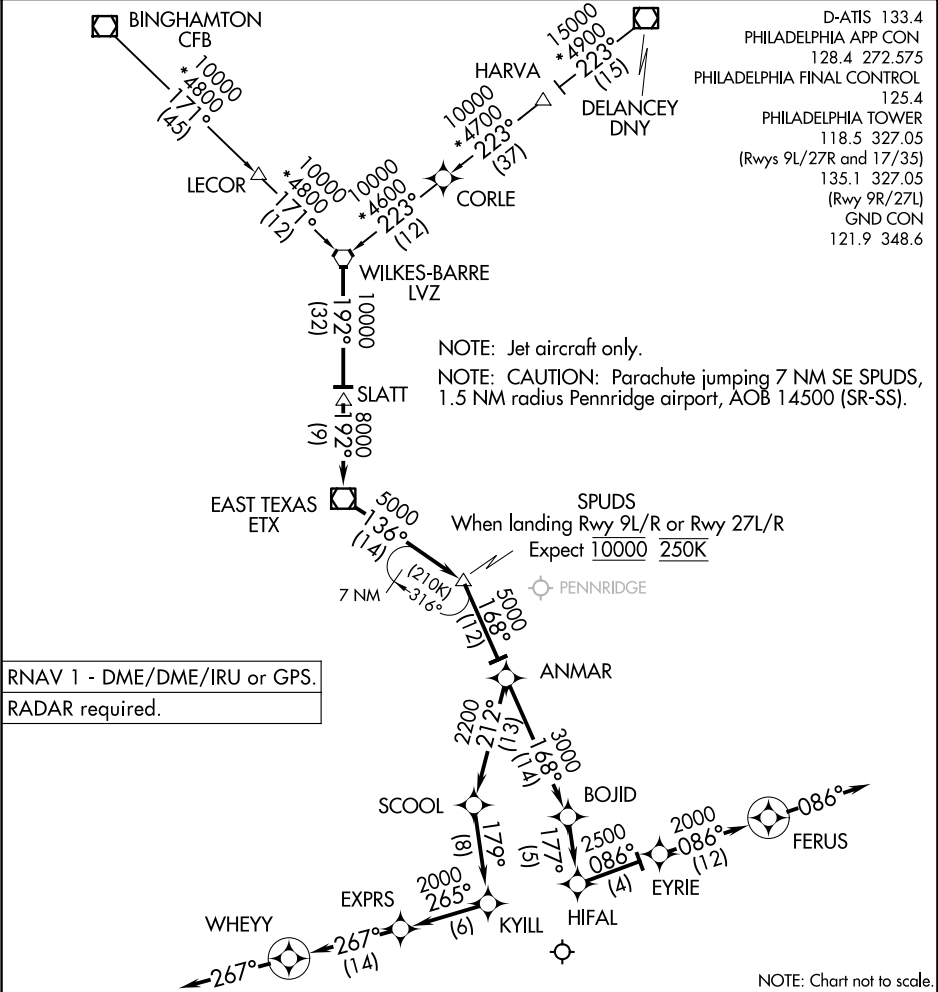 BINGHAMTON
CFB
10000
*4800
171°
(45)
LECOR
10000
*4800
171°
(12)
15000
*4900
223°
(15)
DELANCEY
DNY
HARVA
10000
*4700
223°
(37)
CORLE
10000
*4600
223°
(12)
D-ATIS 133.4
PHILADELPHIA APP CON
128.4 272.575
PHILADELPHIA FINAL CONTROL
125.4
PHILADELPHIA TOWER
118.5 327.05
(Rwys 9L/27R and 17/35)
135.1 327.05
(Rwy 9R/27L)
GND CON
121.9 348.6
WILKES-BARRE
LVZ
10000
192°
(32)
NOTE: Jet aircraft only.
NOTE: CAUTION: Parachute jumping 7 NM SE SPUDS,
1.5 NM radius Pennridge airport, AOB 14500 (SR-SS).
SLATT
8000
192°
(9)
EAST TEXAS
ETX
5000
136°
(14)
SPUDS
When landing Rwy 9L/R or Rwy 27L/R
Expect 10000 250K
7 NM
(210K)
316°
PENNRIDGE
5000
168°
(12)
ANMAR
RNAV 1 - DME/DME/IRU or GPS.
RADAR required.
2200
212°
(13)
3000
168°
(14)
SCOOL
179°
(8)
BOJID
177°
(5)
2500
086°
(4)
HIFAL
EYRIE
2000
086°
(12)
FERUS
086°
KYILL
2000
265°
(6)
EXPRS
267°
(14)
WHEYY
267°
NOTE: Chart not to scale.